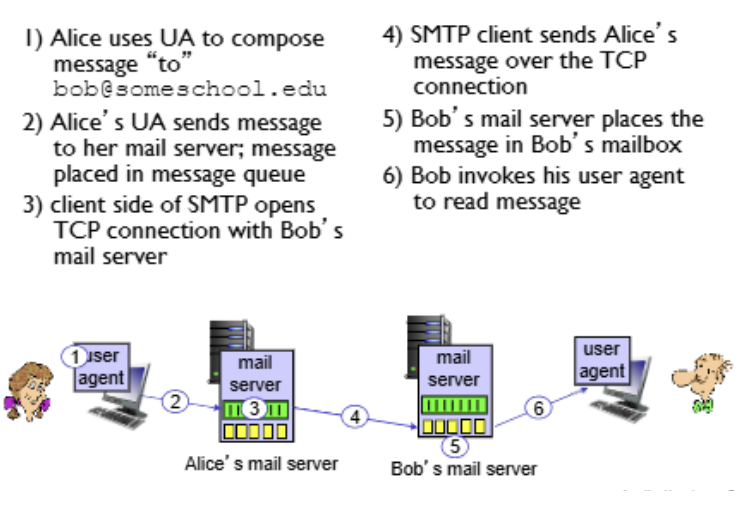 1) Alice uses UA to compose
message “to”
bob@someschool.edu
2) Alice’s UA sends message
to her mail server; message
placed in message queue
3) client side of SMTP opens
TCP connection with Bob’s
mail server
4) SMTP client sends Alice’s
message over the TCP
connection
5) Bob’s mail server places the
message in Bob’s mailbox
6) Bob invokes his user agent
to read message
1 user
agent
2
mail
server
3
Alice’s mail server
4
mail
server
5
Bob’s mail server
6
user
agent